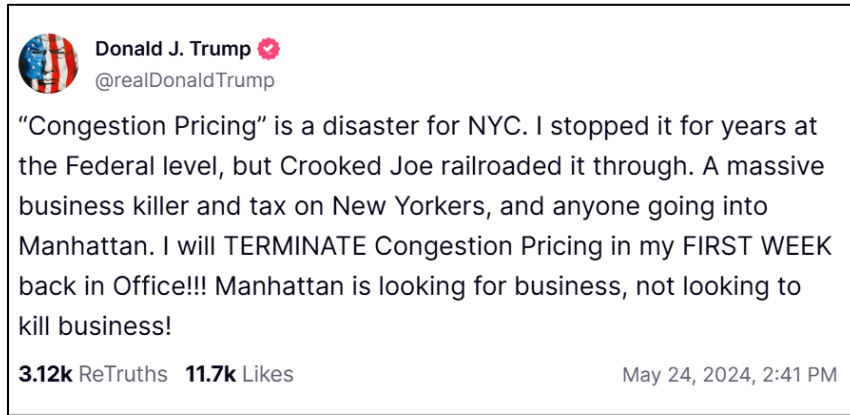 Donald J. Trump
@realDonaldTrump
“Congestion Pricing” is a disaster for NYC. I stopped it for years at
the Federal level, but Crooked Joe railroaded it through. A massive
business killer and tax on New Yorkers, and anyone going into
Manhattan. I will TERMINATE Congestion Pricing in my FIRST WEEK
back in Office!!! Manhattan is looking for business, not looking to
kill business!
3.12k ReTruths 11.7k Likes May 24, 2024, 2:41 PM